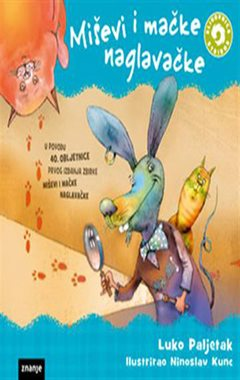 Miševi i mačke
naglavačke
U POVODU
40. OBLJETNICE
PRVOG IZDANJA ZBIRKE
MIŠEVI I MAČKE
NAGLAVAČKE
Luko Paljetak
Ilustrirao Ninoslav Kunc
znanje